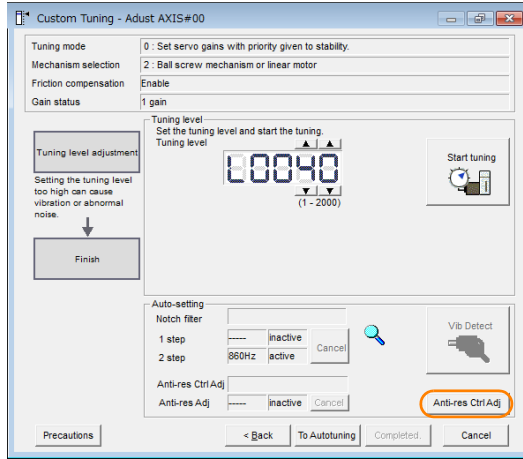 Custom Tuning - Adust AXIS#00
Tuning mode 0 : Set servo gains with priority given to stability.
Mechanism selection 2 : Ball screw mechanism or linear motor
Friction compensation Enable
Gain status 1 gain
Tuning level adjustment
Setting the tuning level
too high can cause
vibration or abnormal
noise.
Finish
Tuning level
Set the tuning level and start the tuning.
Tuning level
L0040
(1 - 2000)
Start tuning
Auto-setting
Notch filter
1 step ----- inactive
2 step 860Hz active
Cancel
Vib Detect
Anti-res Ctrl Adj
Anti-res Adj ----- inactive Cancel
Anti-res Ctrl Adj
Precautions < Back To Autotuning Completed. Cancel